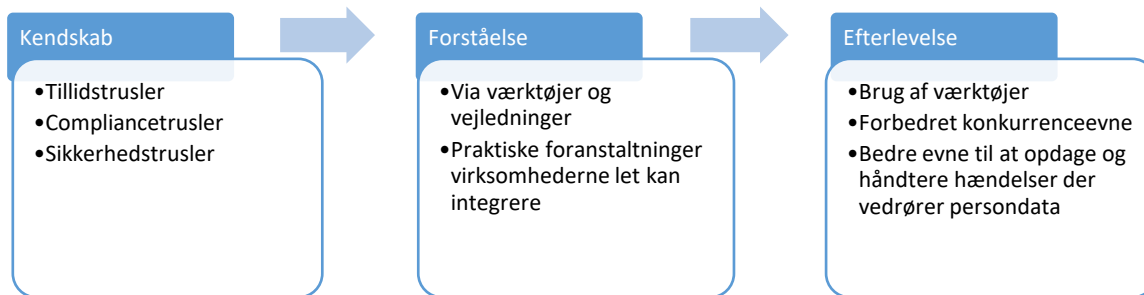 Kendskab
•Tillidstrusler
•Compliancetrusler
•Sikkerhedstrusler
Forståelse
•Via værktøjer og
vejledninger
•Praktiske foranstaltninger
virksomhederne let kan
integrere
Efterlevelse
•Brug af værktøjer
•Forbedret konkurrenceevne
•Bedre evne til at opdage og
håndtere hændelser der
vedrører persondata